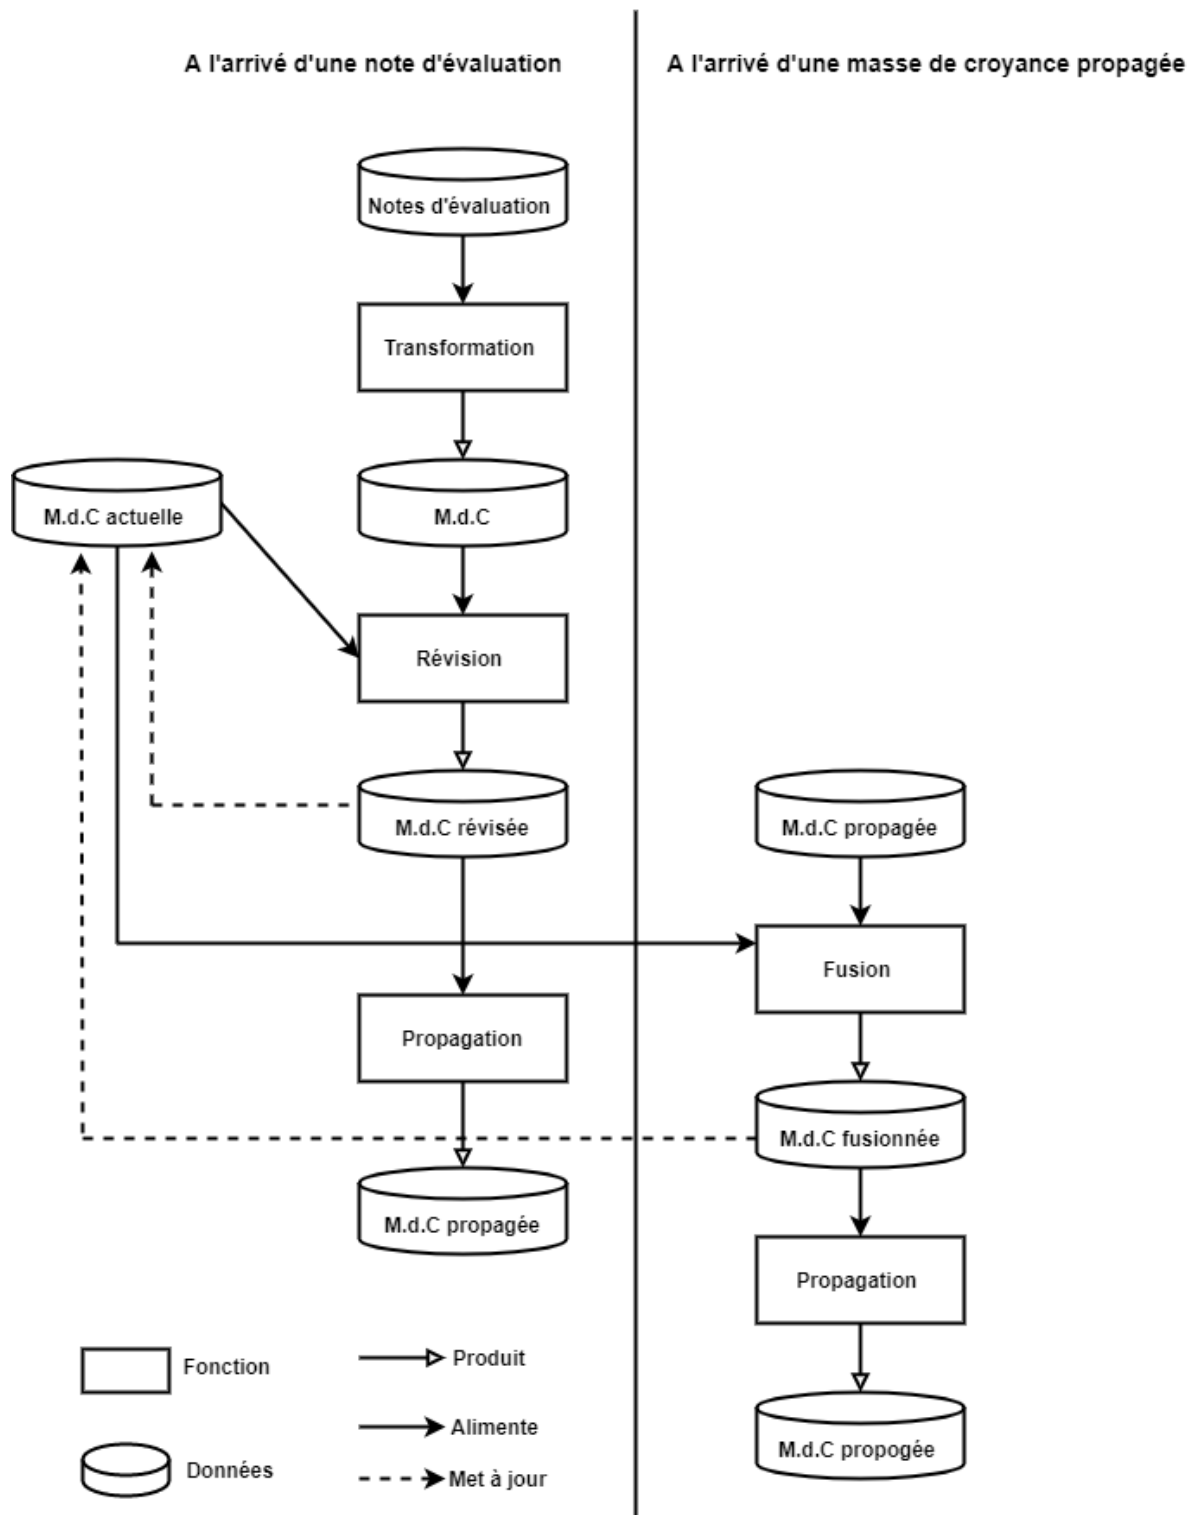 A l'arrivé d'une note d'évaluation
A l'arrivé d'une masse de croyance propagée
Notes d'évaluation
Transformation
M.d.C actuelle
M.d.C
Révision
M.d.C révisée
M.d.C propagée
Fusion
Propagation
M.d.C fusionnée
M.d.C propagée
Propagation
Fonction
Produit
Alimente
M.d.C propogée
Données
Met à jour